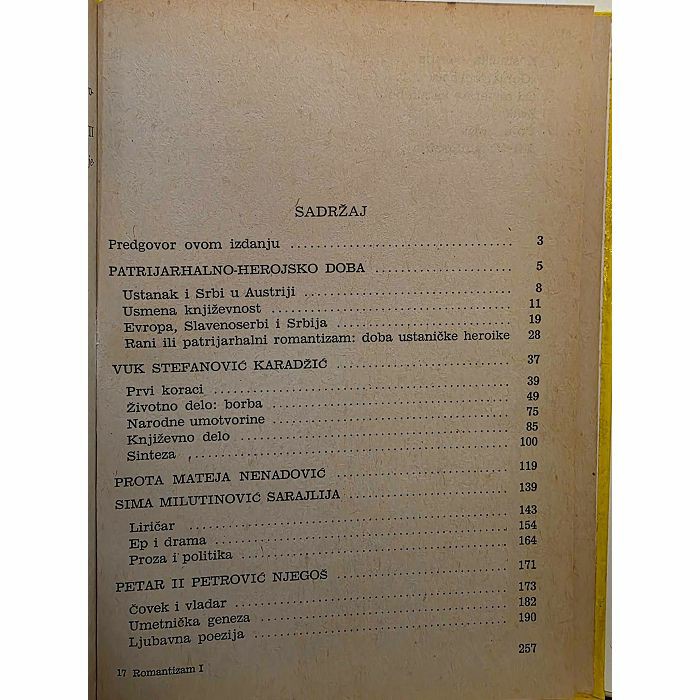 SADRŽAJ
Predgovor ovom izdanju 3
PATRIJARHALNO-HEROJSKO DOBA 5
Ustanak i Srbi u Austriji 8
Usmena književnost 11
Evropa, Slavenoserbi i Srbija 19
Rani ili patrijarhalni romantizam: doba ustaničke heroike 28
VUK STEFANOVIĆ KARADŽIĆ 37
Prvi koraci 39
Životno delo: borba 49
Narodne umotvorine 75
Književno delo 85
Sinteza 100
PROTA MATEJA NENADOVIĆ 119
SIMA MILUTINOVIĆ SARAJLIJA 139
Liričar 143
Ep i drama 154
Proza i politika 164
PETAR II PETROVIĆ NJEGOŠ 171
Čovek i vladar 173
Umetnička geneza 182
Ljubavna poezija 190
17 Romantizam I 257